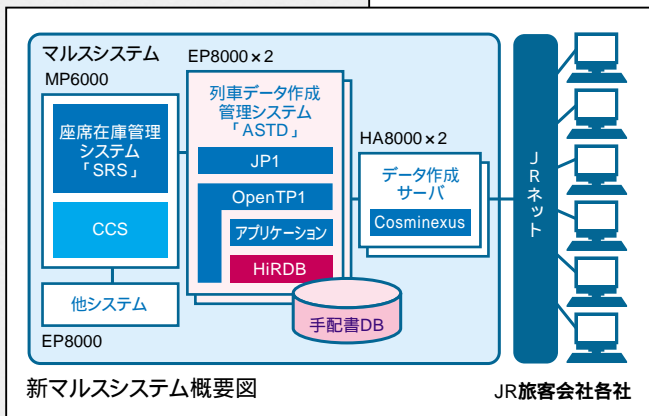 マルスシステム
MP6000
座席在庫管理
システム
「SRS」
CCS
他システム
EP8000
EP8000×2
列車データ作成
管理システム
「ASTD」
JP1
OpenTP1
アプリケーション
HiRDB
手配書DB
HA8000×2
データ作成
サーバ
Cosminexus
JRネット
新マルスシステム概要図
JR旅客会社各社